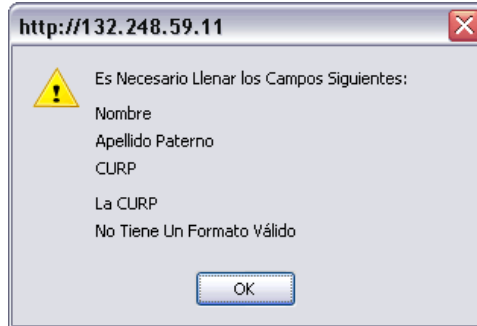 http://132.248.59.11
Es Necesario Llenar los Campos Siguientes:
Nombre
Apellido Paterno
CURP
La CURP
No Tiene Un Formato Válido
OK